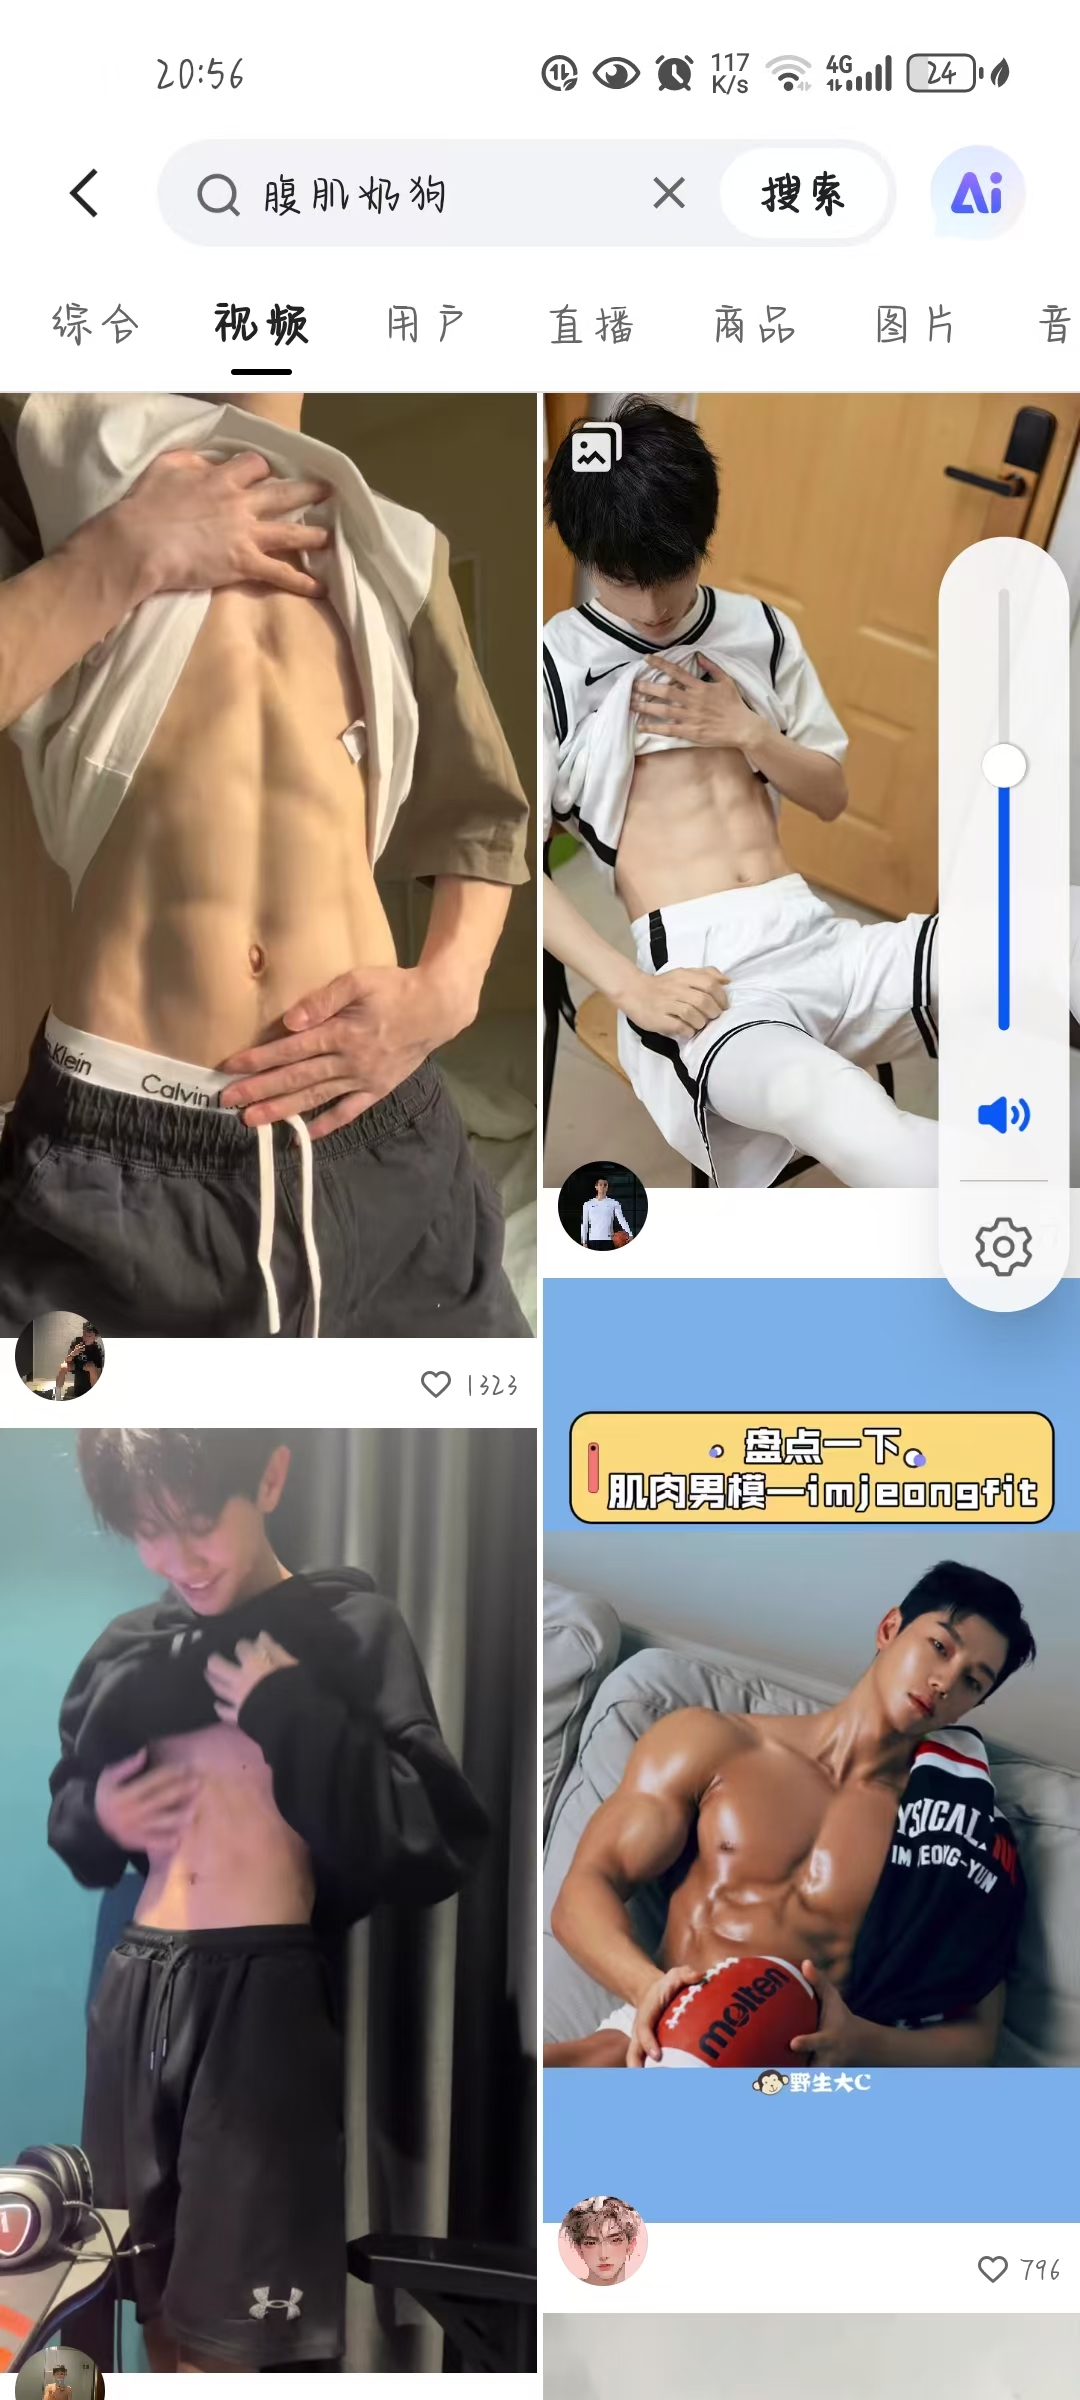 20:56
117 K/s
4G
24
腹肌奶狗
搜索
Ai
综合 视频 用户 直播 商品 图片 音
Klein
Calvin
1323
盘点一下
肌肉男模—imjeongfit
YSICAL
IM JEONG-YUN
molten
野生大C
796